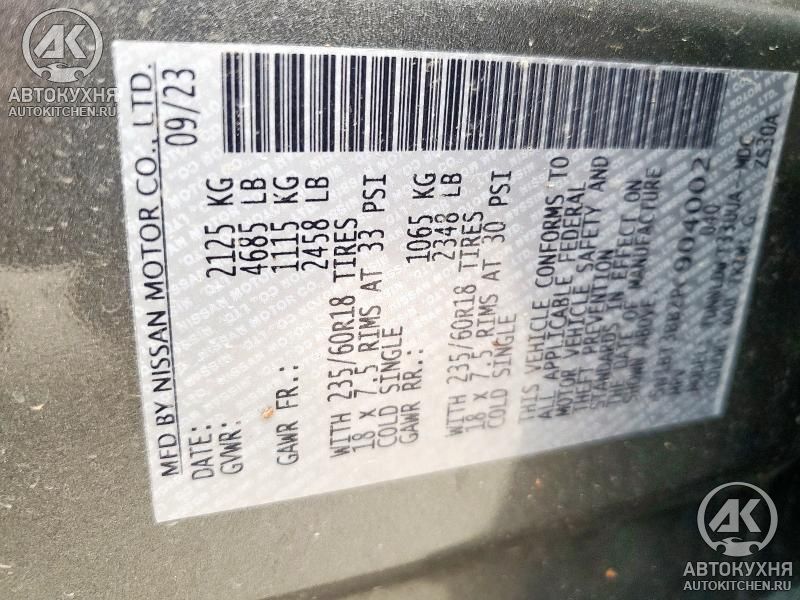 AK
АВТОКУХНЯ
AUTOKITCHEN.RU
MFD BY NISSAN MOTOR CO., LTD.
DATE: 09/23
GVWR: 2125 KG
4685 LB
GAWR FR.: 1115 KG
2458 LB
WITH 235/60R18 TIRES
18 X 7.5 RIMS AT 33 PSI
COLD SINGLE
GAWR RR.: 1065 KG
2348 LB
WITH 235/60R18 TIRES
18 X 7.5 RIMS AT 30 PSI
COLD SINGLE
THIS VEHICLE CONFORMS TO
ALL APPLICABLE FEDERAL
MOTOR VEHICLE SAFETY AND
THEFT PREVENTION
STANDARDS IN EFFECT ON
THE DATE OF MANUFACTURE
SHOWN ABOVE
904002
MDC
ZS30A
AK
АВТОКУХНЯ
AUTOKITCHEN.RU